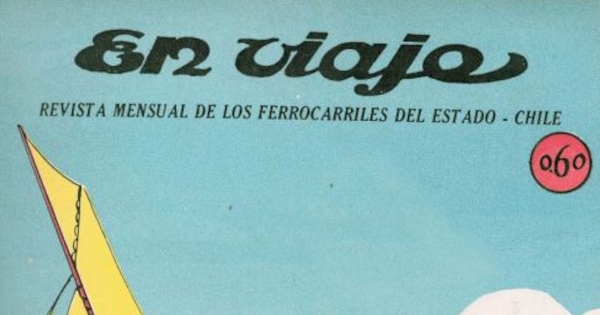 En viaje
REVISTA MENSUAL DE LOS FERROCARRILES DEL ESTADO - CHILE
0.60